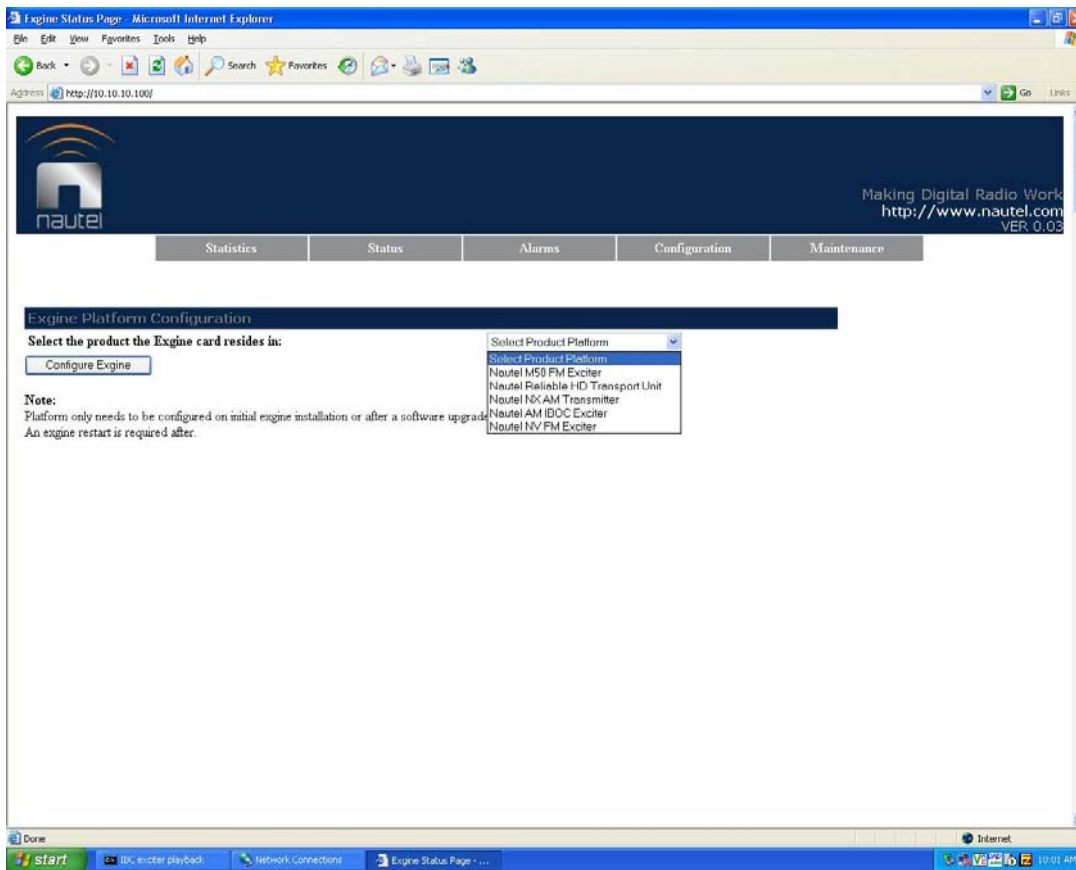 Exgine Status Page - Microsoft Internet Explorer
File Edit View Favorites Tools Help
Back Search Favorites
Address http://10.10.10.100/ Go Links
nautel
Making Digital Radio Work
http://www.nautel.com
VER 0.03
Statistics Status Alarms Configuration Maintenance
Exgine Platform Configuration
Select the product the Exgine card resides in: Select Product Platform
Configure Exgine
Select Product Platform
Nautel M50 FM Exciter
Nautel Reliable HD Transport Unit
Nautel NX AM Transmitter
Nautel AM IBOC Exciter
Nautel NV FM Exciter
Note:
Platform only needs to be configured on initial exgine installation or after a software upgrade
An exgine restart is required after.
Done Internet
start IBC exciter playback Network Connections Exgine Status Page - ... 10:01 AM